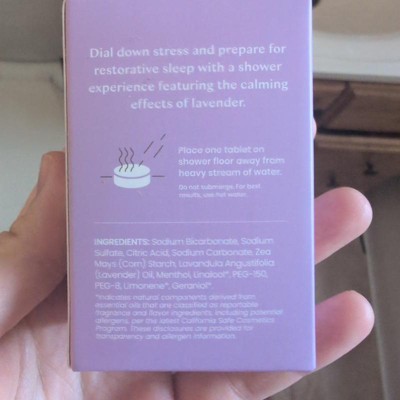 Dial down stress and prepare for
restorative sleep with a shower
experience featuring the calming
effects of lavender.
Place one tablet on
shower floor away from
heavy stream of water.
Do not submerge. For best
results, use hot water.
INGREDIENTS: Sodium Bicarbonate, Sodium
Sulfate, Citric Acid, Sodium Carbonate, Zea
Mays (Corn) Starch, Lavandula Angustifolia
(Lavender) Oil, Menthol, Linalool*, PEG-150,
PEG-8, Limonene*, Geraniol*.
*Indicates natural components derived from
essential oils that are classified as reportable
fragrance and flavor ingredients, including potential
allergens, per the latest California Safe Cosmetics
Program. These disclosures are provided for
transparency and allergen information.